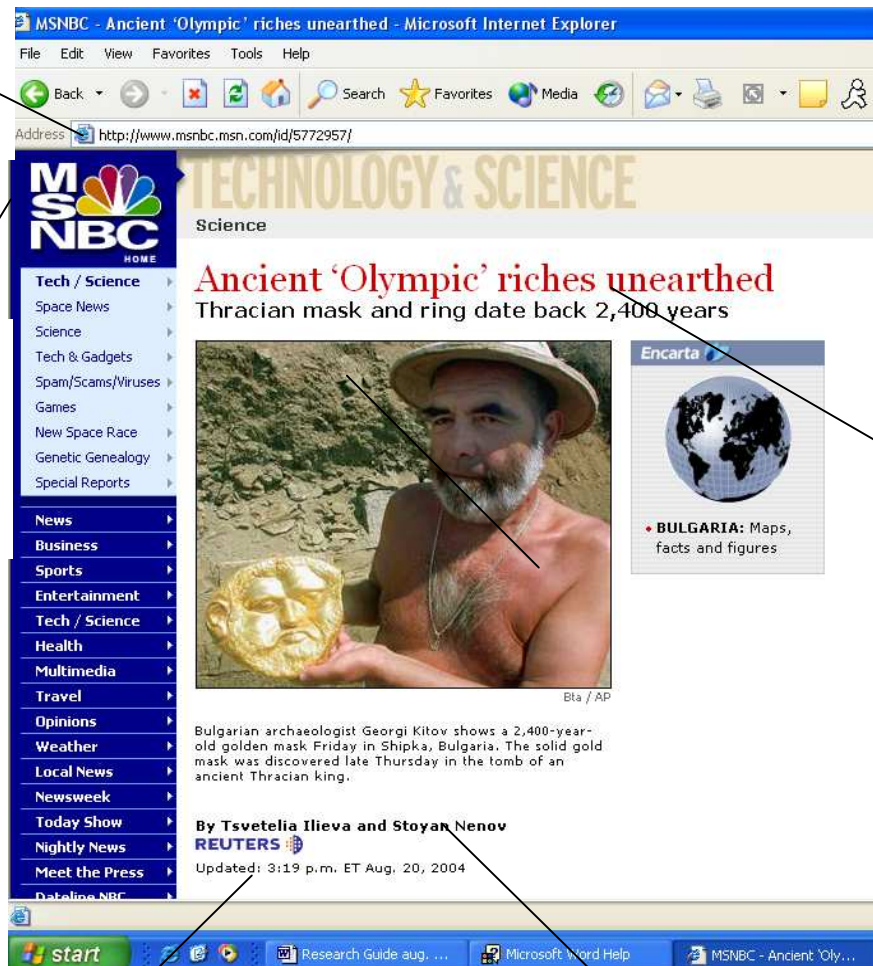 MSNBC - Ancient ‘Olympic’ riches unearthed - Microsoft Internet Explorer
File Edit View Favorites Tools Help
Back Search Favorites Media
Address http://www.msnbc.msn.com/id/5772957/
MSNBC
HOME
TECHNOLOGY & SCIENCE
Science
Tech / Science
Space News
Science
Tech & Gadgets
Spam/Scams/Viruses
Games
New Space Race
Genetic Genealogy
Special Reports
News
Business
Sports
Entertainment
Tech / Science
Health
Multimedia
Travel
Opinions
Weather
Local News
Newsweek
Today Show
Nightly News
Meet the Press
Dateline NBC
Ancient ‘Olympic’ riches unearthed
Thracian mask and ring date back 2,400 years
Bta / AP
Encarta
BULGARIA: Maps,
facts and figures
Bulgarian archaeologist Georgi Kitov shows a 2,400-year-
old golden mask Friday in Shipka, Bulgaria. The solid gold
mask was discovered late Thursday in the tomb of an
ancient Thracian king.
By Tsvetelia Ilieva and Stoyan Nenov
REUTERS
Updated: 3:19 p.m. ET Aug. 20, 2004
start Research Guide aug. ... Microsoft Word Help MSNBC - Ancient ‘Oly...